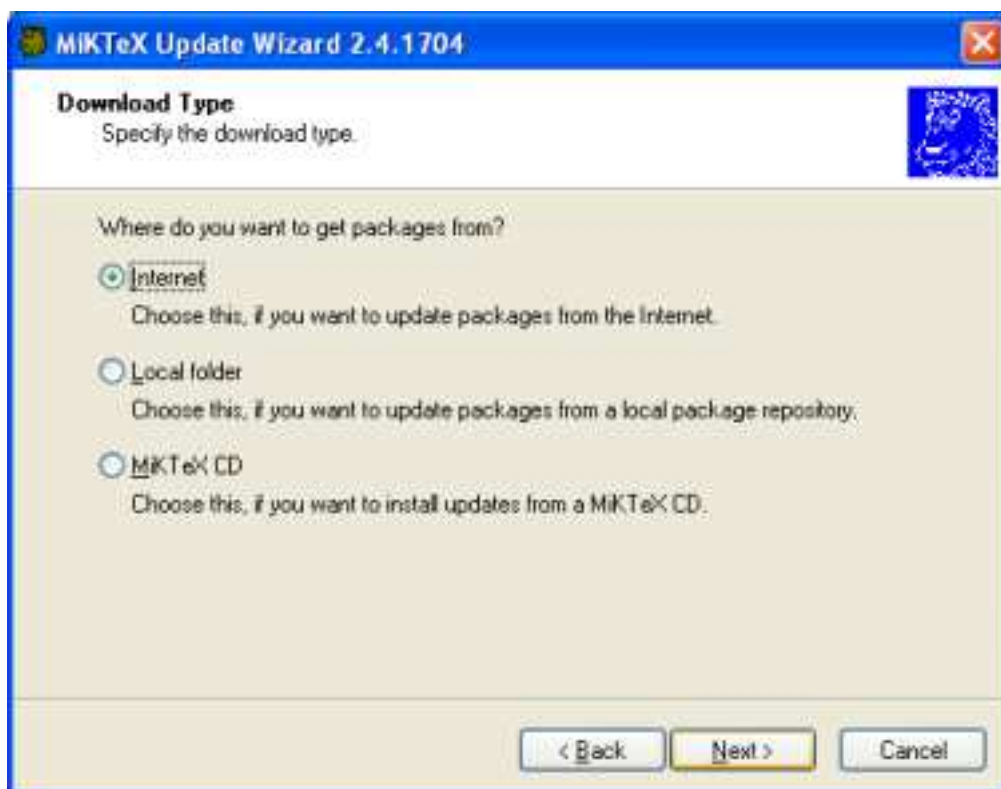 MiKTeX Update Wizard 2.4.1704
Download Type
Specify the download type.
Where do you want to get packages from?
Internet
Choose this, if you want to update packages from the Internet.
Local folder
Choose this, if you want to update packages from a local package repository.
MiKTeX CD
Choose this, if you want to install updates from a MiKTeX CD.
< Back Next > Cancel